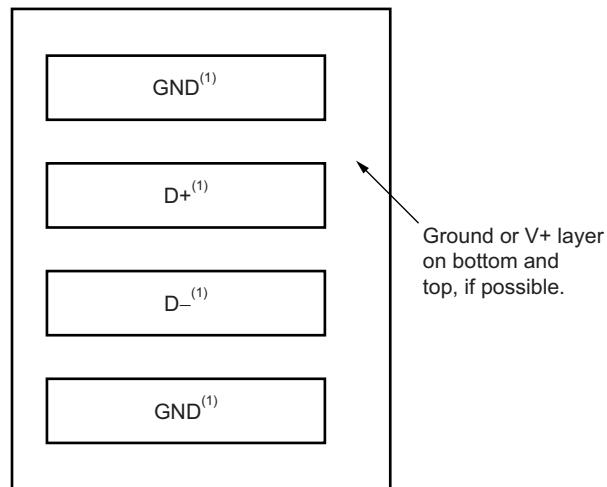 GND(1)
D+(1)
Ground or V+ layer
on bottom and
top, if possible.
D–(1)
GND(1)